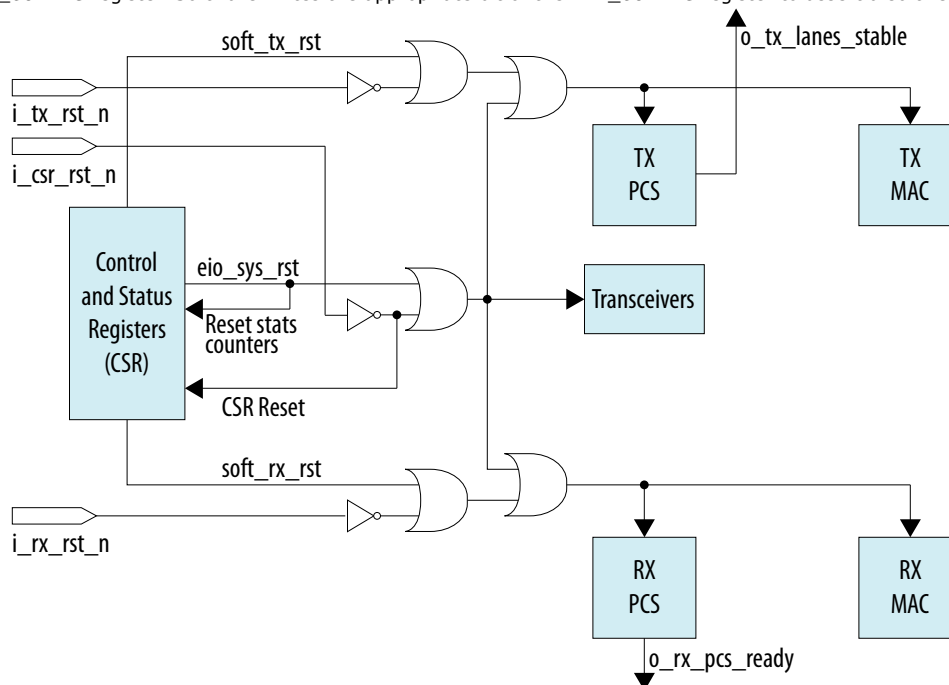 soft_tx_rst
o_tx_lanes_stable
i_tx_rst_n
i_csr_rst_n
TX
PCS
TX
MAC
Control
and Status
Registers
(CSR)
eio_sys_rst
Reset stats
counters
Transceivers
CSR Reset
soft_rx_rst
i_rx_rst_n
RX
PCS
RX
MAC
o_rx_pcs_ready